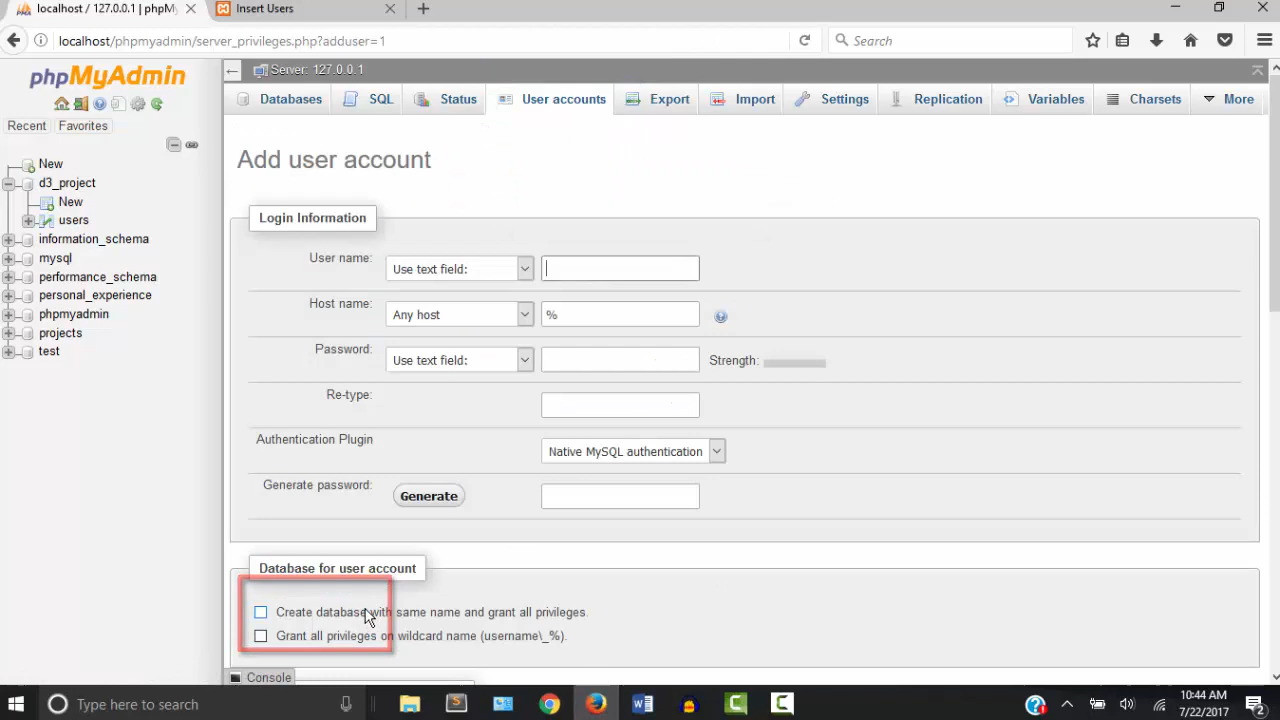 localhost / 127.0.0.1 | phpMy
Insert Users
localhost/phpmyadmin/server_privileges.php?adduser=1
Search
phpMyAdmin
Recent
Favorites
New
d3_project
New
users
information_schema
mysql
performance_schema
personal_experience
phpmyadmin
projects
test
Server: 127.0.0.1
Databases
SQL
Status
User accounts
Export
Import
Settings
Replication
Variables
Charsets
More
Add user account
Login Information
User name:
Use text field:
Host name:
Any host
%
Password:
Use text field:
Strength:
Re-type:
Authentication Plugin
Native MySQL authentication
Generate password:
Generate
Database for user account
Create database with same name and grant all privileges.
Grant all privileges on wildcard name (username\_%).
Console
Type here to search
10:44 AM
7/22/2017